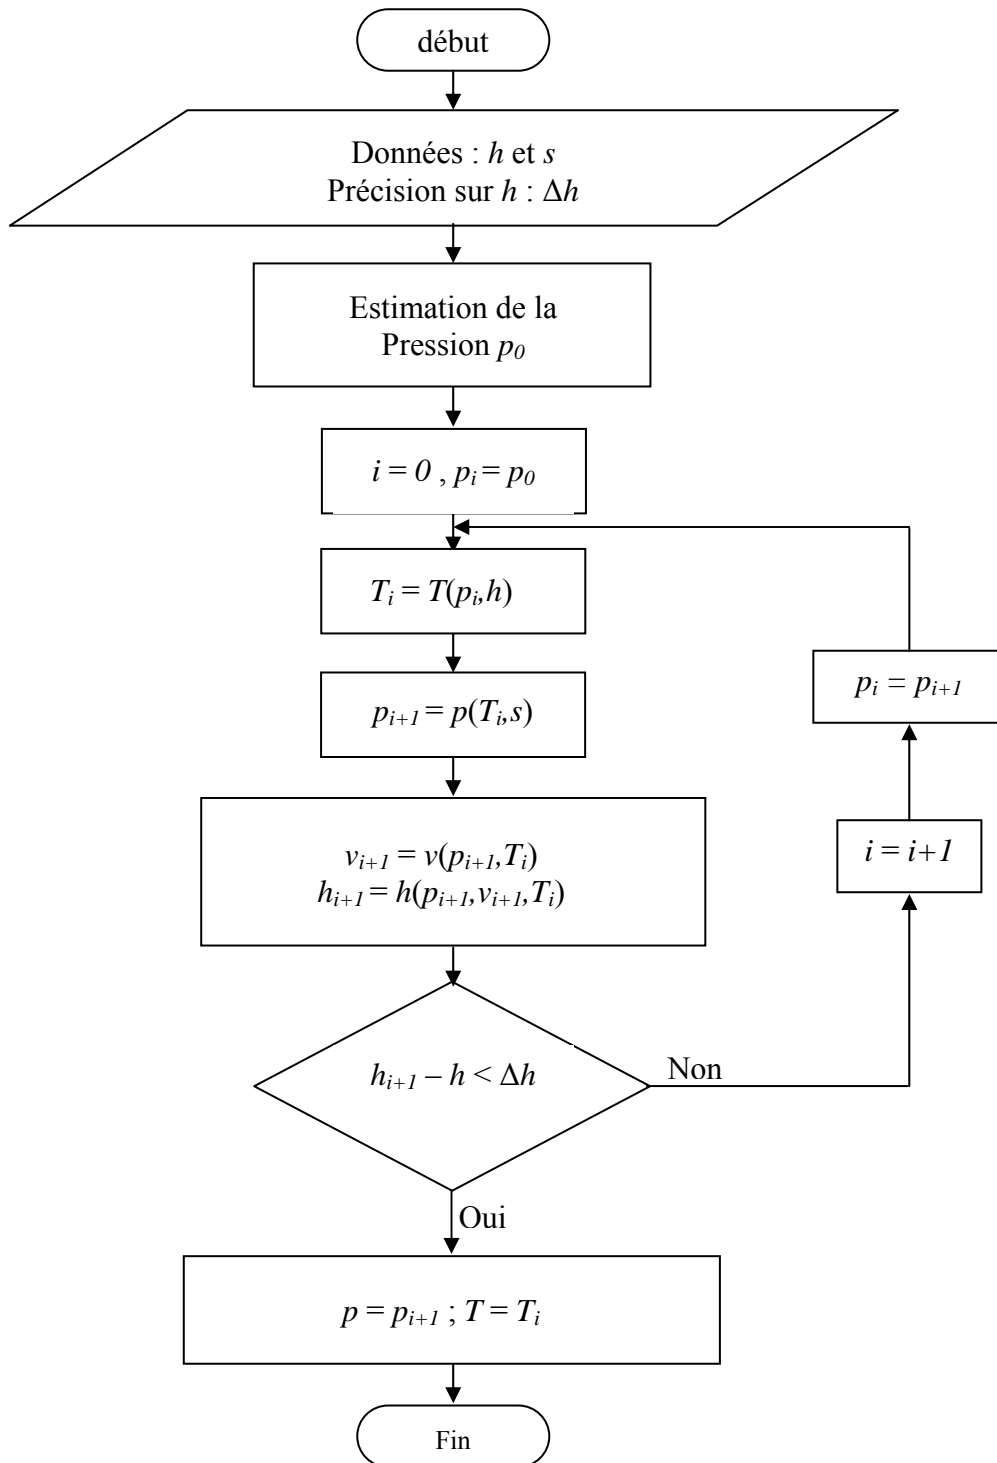 début
Données : h et s
Précision sur h : Δh
Estimation de la
Pression p₀
i = 0 , pᵢ = p₀
Tᵢ = T(pᵢ,h)
pᵢ₊₁ = p(Tᵢ,s)
vᵢ₊₁ = v(pᵢ₊₁,Tᵢ)
hᵢ₊₁ = h(pᵢ₊₁,vᵢ₊₁,Tᵢ)
hᵢ₊₁ – h < Δh
Non
i = i+1
pᵢ = pᵢ₊₁
Oui
p = pᵢ₊₁ ; T = Tᵢ
Fin